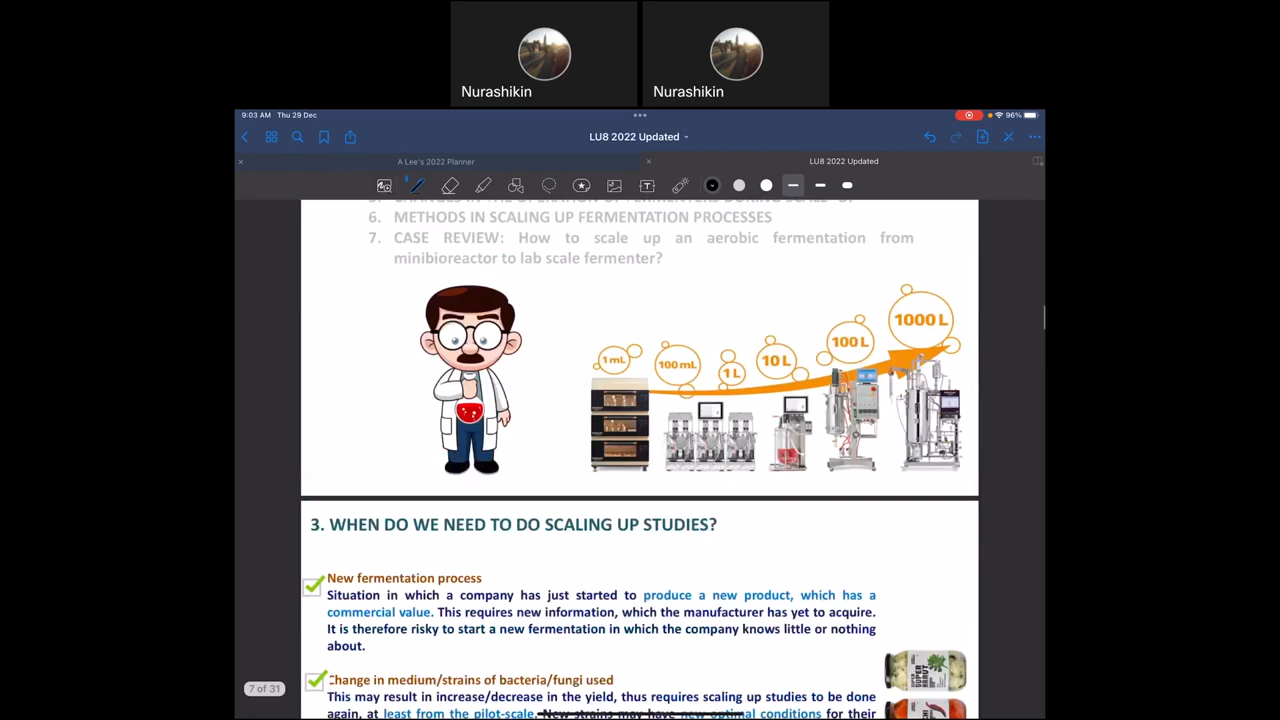 Nurashikin
Nurashikin
9:03 AM Thu 29 Dec
96%
LU8 2022 Updated
A Lee's 2022 Planner
LU8 2022 Updated
6. METHODS IN SCALING UP FERMENTATION PROCESSES
7. CASE REVIEW: How to scale up an aerobic fermentation from
minibioreactor to lab scale fermenter?
1 mL
100 mL
1 L
10 L
100 L
1000 L
3. WHEN DO WE NEED TO DO SCALING UP STUDIES?
New fermentation process
Situation in which a company has just started to produce a new product, which has a
commercial value. This requires new information, which the manufacturer has yet to acquire.
It is therefore risky to start a new fermentation in which the company knows little or nothing
about.
Change in medium/strains of bacteria/fungi used
This may result in increase/decrease in the yield, thus requires scaling up studies to be done
again, at least from the pilot-scale. New strains may have new optimal conditions for their
7 of 31
SUPER